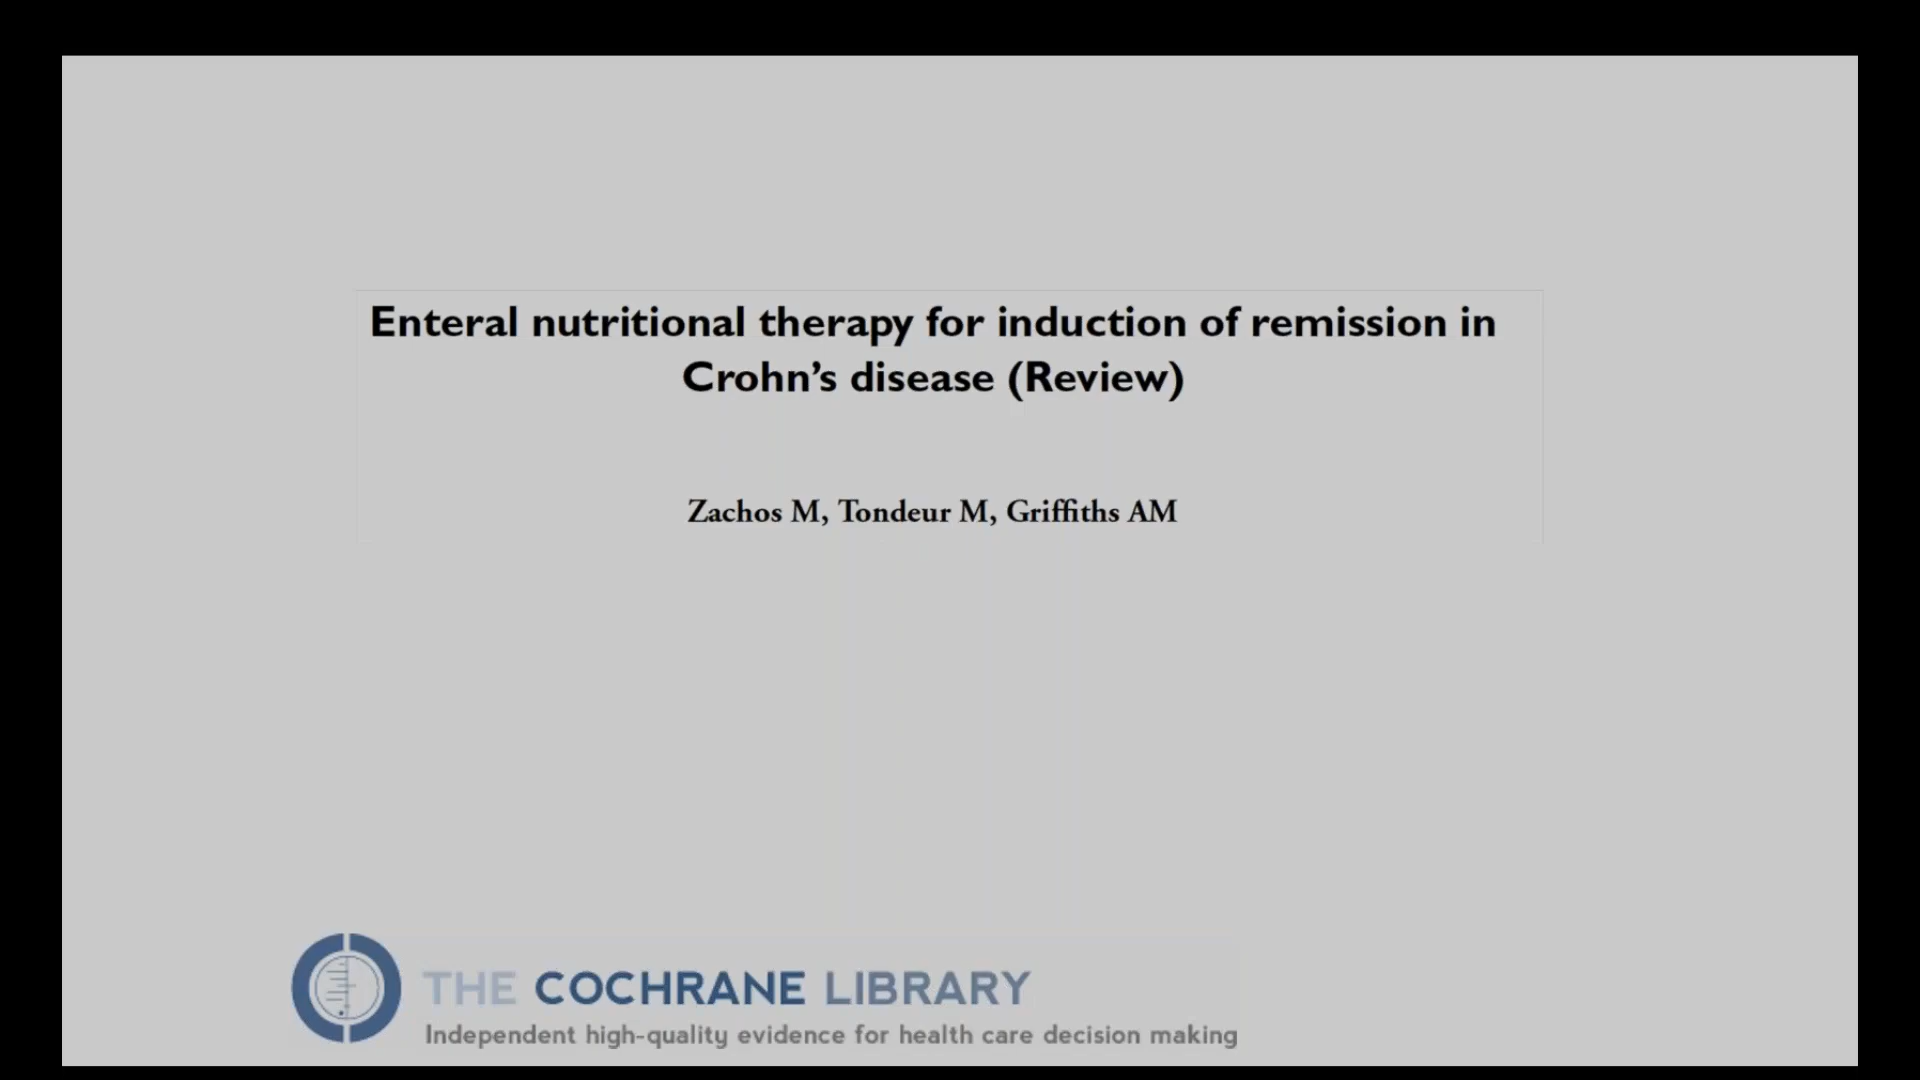 Enteral nutritional therapy for induction of remission in
Crohn’s disease (Review)
Zachos M, Tondeur M, Griffiths AM
THE COCHRANE LIBRARY
Independent high-quality evidence for health care decision making